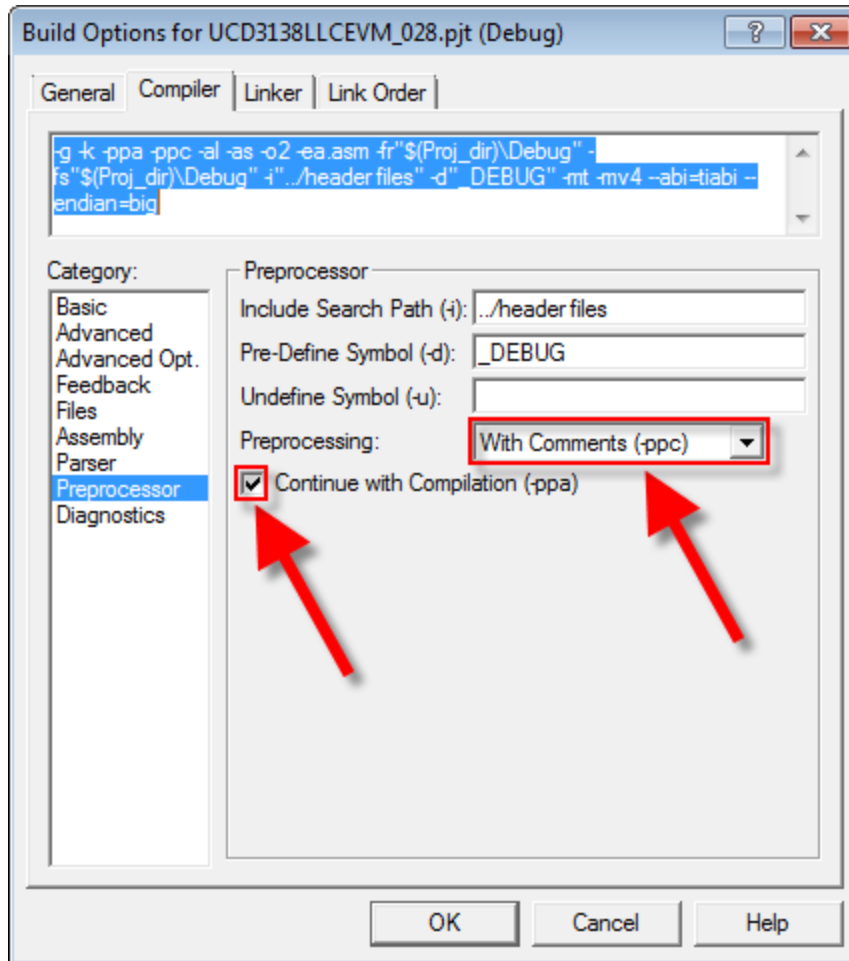 Build Options for UCD3138LLCEVM_028.pjt (Debug)
General Compiler Linker Link Order
-g -k -ppa -ppc -al -as -o2 -ea.asm -fr"$(Proj_dir)\Debug" -
fs"$(Proj_dir)\Debug" -i"../header files" -d"_DEBUG" -mt -mv4 --abi=tiabi --
endian=big
Category:
Basic
Advanced
Advanced Opt.
Feedback
Files
Assembly
Parser
Preprocessor
Diagnostics
Preprocessor
Include Search Path (-i): ../header files
Pre-Define Symbol (-d): _DEBUG
Undefine Symbol (-u):
Preprocessing: With Comments (-ppc)
Continue with Compilation (-ppa)
OK Cancel Help